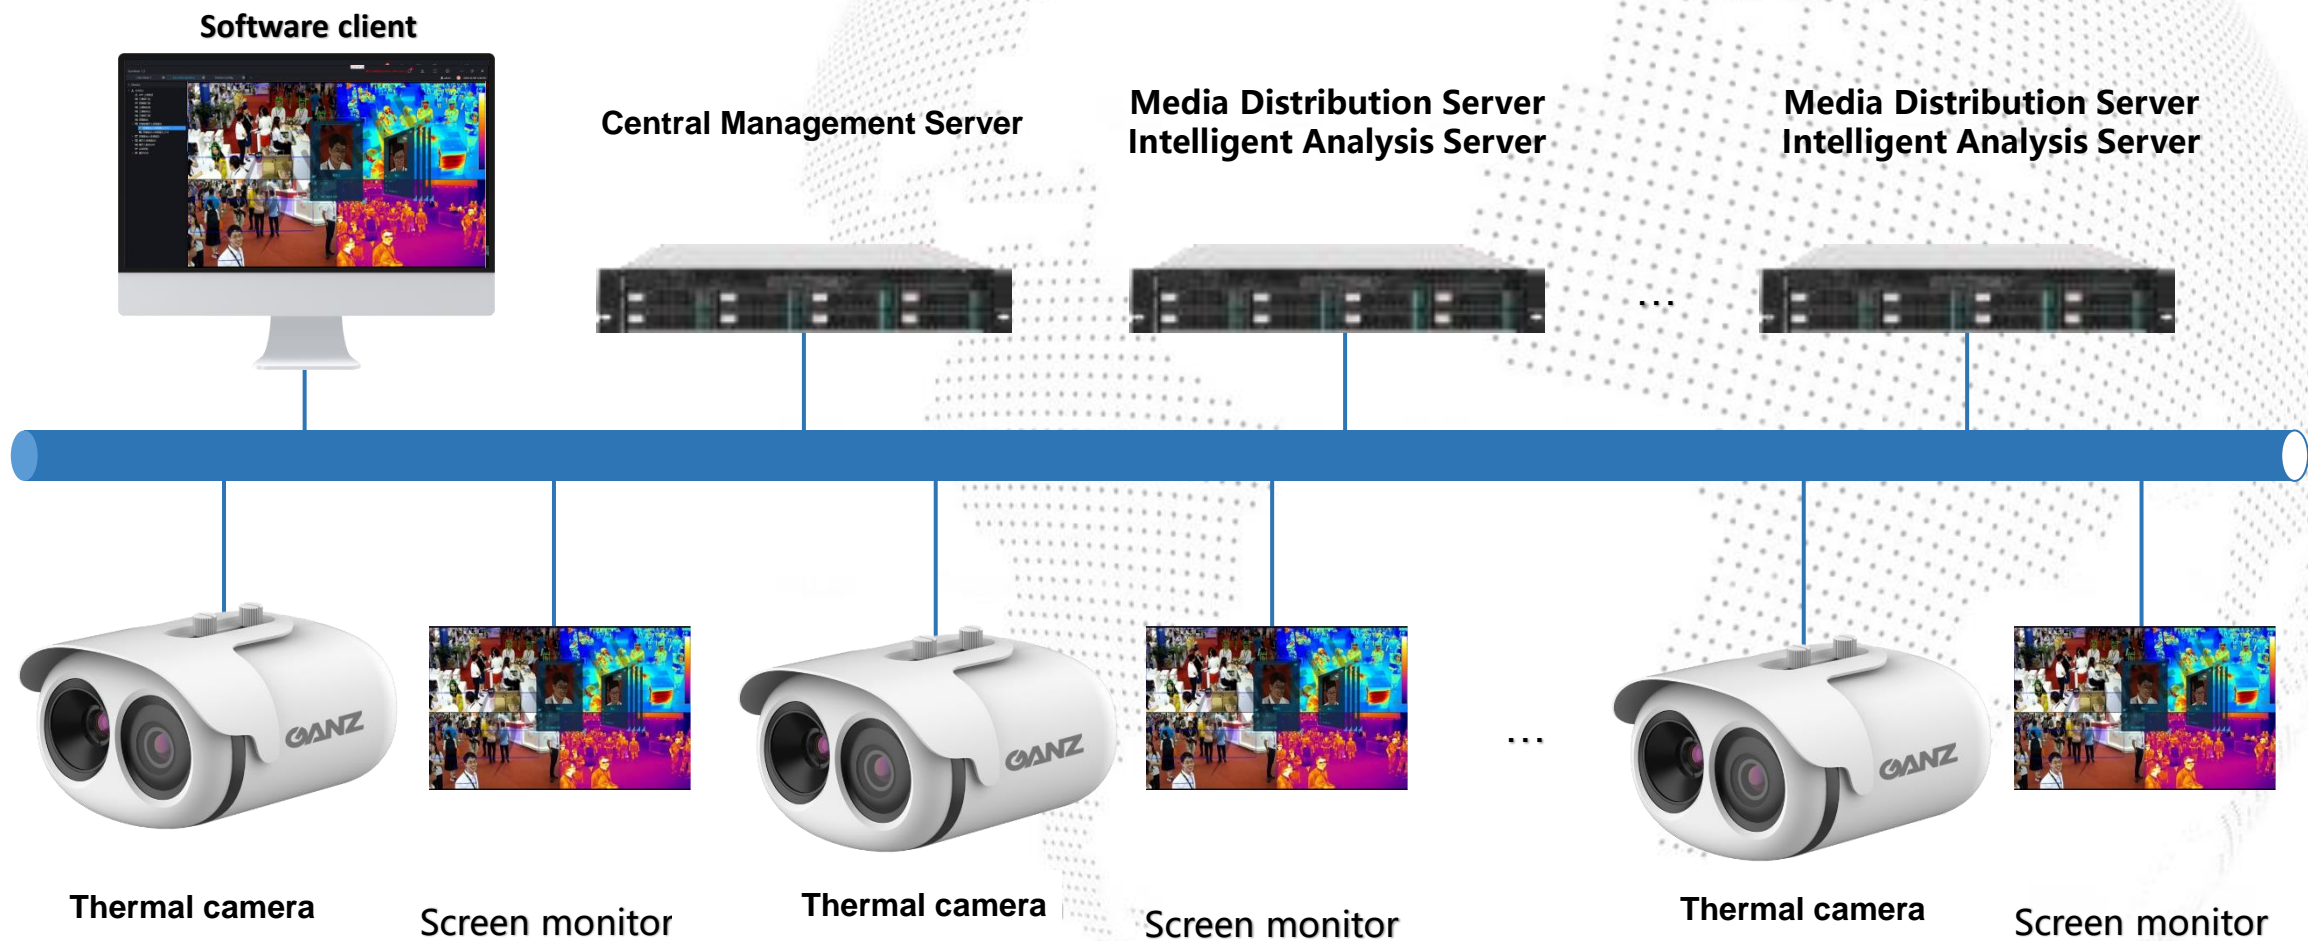 Software client
Central Management Server
Media Distribution Server
Intelligent Analysis Server
Media Distribution Server
Intelligent Analysis Server
...
GANZ
GANZ
...
GANZ
Thermal camera
Screen monitor
Thermal camera
Screen monitor
Thermal camera
Screen monitor